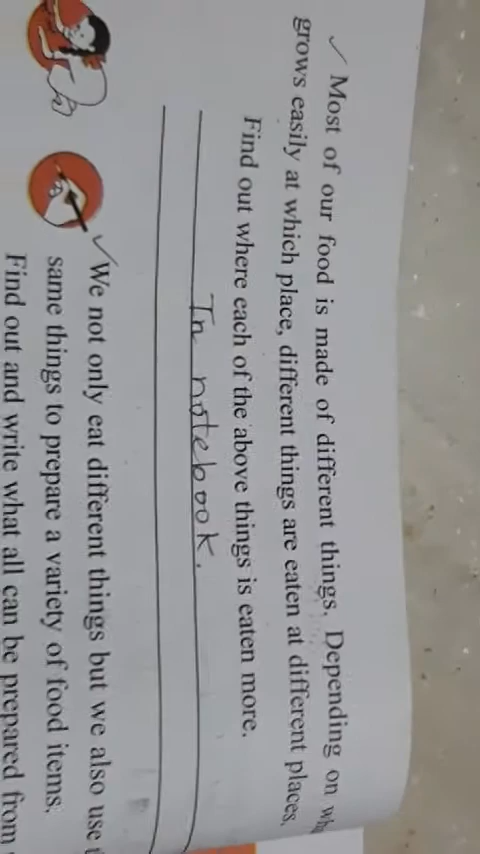 ✓ Most of our food is made of different things. Depending on
grows easily at which place, different things are eaten at different places.
Find out where each of the above things is eaten more.
In notebook.
✓ We not only eat different things but we also use
same things to prepare a variety of food items.
Find out and write what all can be prepared from